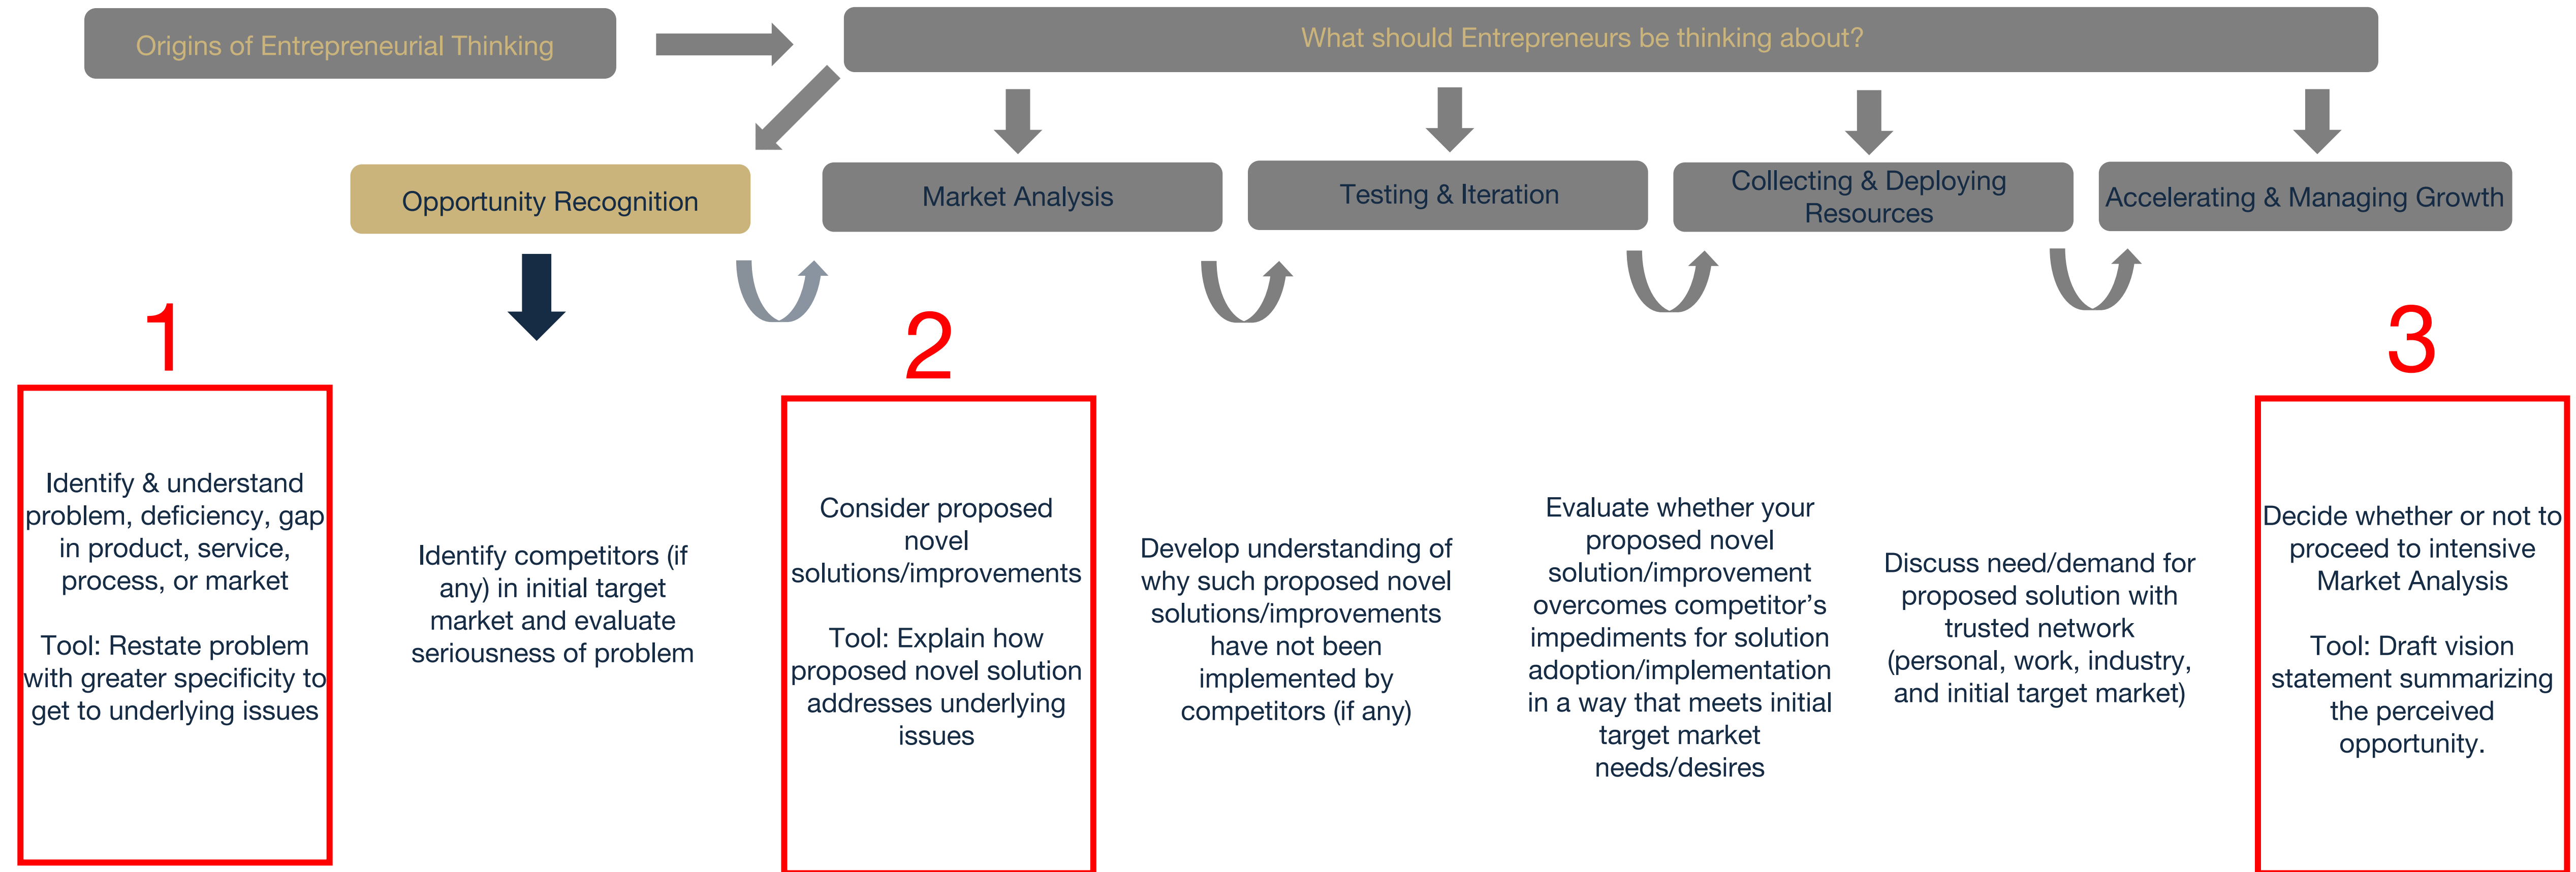 Origins of Entrepreneurial Thinking
What should Entrepreneurs be thinking about?
Opportunity Recognition
Market Analysis
Testing & Iteration
Collecting & Deploying
Resources
Accelerating & Managing Growth
1
Identify & understand
problem, deficiency, gap
in product, service,
process, or market
Tool: Restate problem
with greater specificity to
get to underlying issues
Identify competitors (if
any) in initial target
market and evaluate
seriousness of problem
2
Consider proposed
novel
solutions/improvements
Tool: Explain how
proposed novel solution
addresses underlying
issues
Develop understanding of
why such proposed novel
solutions/improvements
have not been
implemented by
competitors (if any)
Evaluate whether your
proposed novel
solution/improvement
overcomes competitor’s
impediments for solution
adoption/implementation
in a way that meets initial
target market
needs/desires
Discuss need/demand for
proposed solution with
trusted network
(personal, work, industry,
and initial target market)
3
Decide whether or not to
proceed to intensive
Market Analysis
Tool: Draft vision
statement summarizing
the perceived
opportunity.